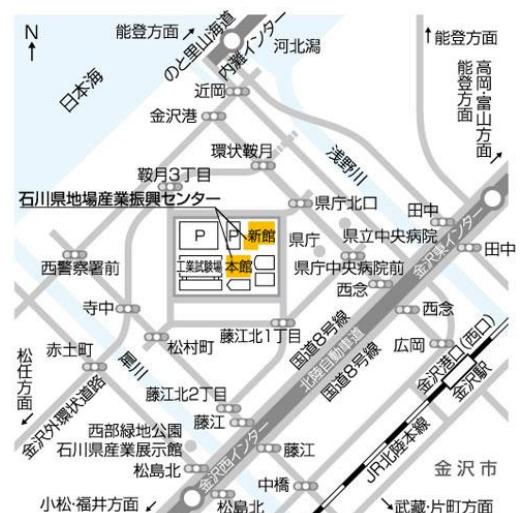 N
能登方面
のと里山海道
内灘インター
河北潟
能登方面
日本海
近岡
高岡・富山方面
能登方面
金沢港
環状鞍月
浅野川
鞍月3丁目
石川県地場産業振興センター
県庁北口
田中
P
P
新館
県庁
県立中央病院
金沢東インター
田中
西警察署前
工業試験場
本館
県庁中央病院前
西念
寺中
西念
藤江北1丁目
国道8号線
北陸自動車道
国道8号線
広岡
金沢港口(西口)
金沢駅
松任方面
赤土町
松村町
犀川
金沢外環状道路
藤江北2丁目
藤江
西部緑地公園
石川県産業展示館
藤江
JR北陸本線
金沢市
松島北
金沢西インター
中橋
小松・福井方面
松島北
武蔵・片町方面